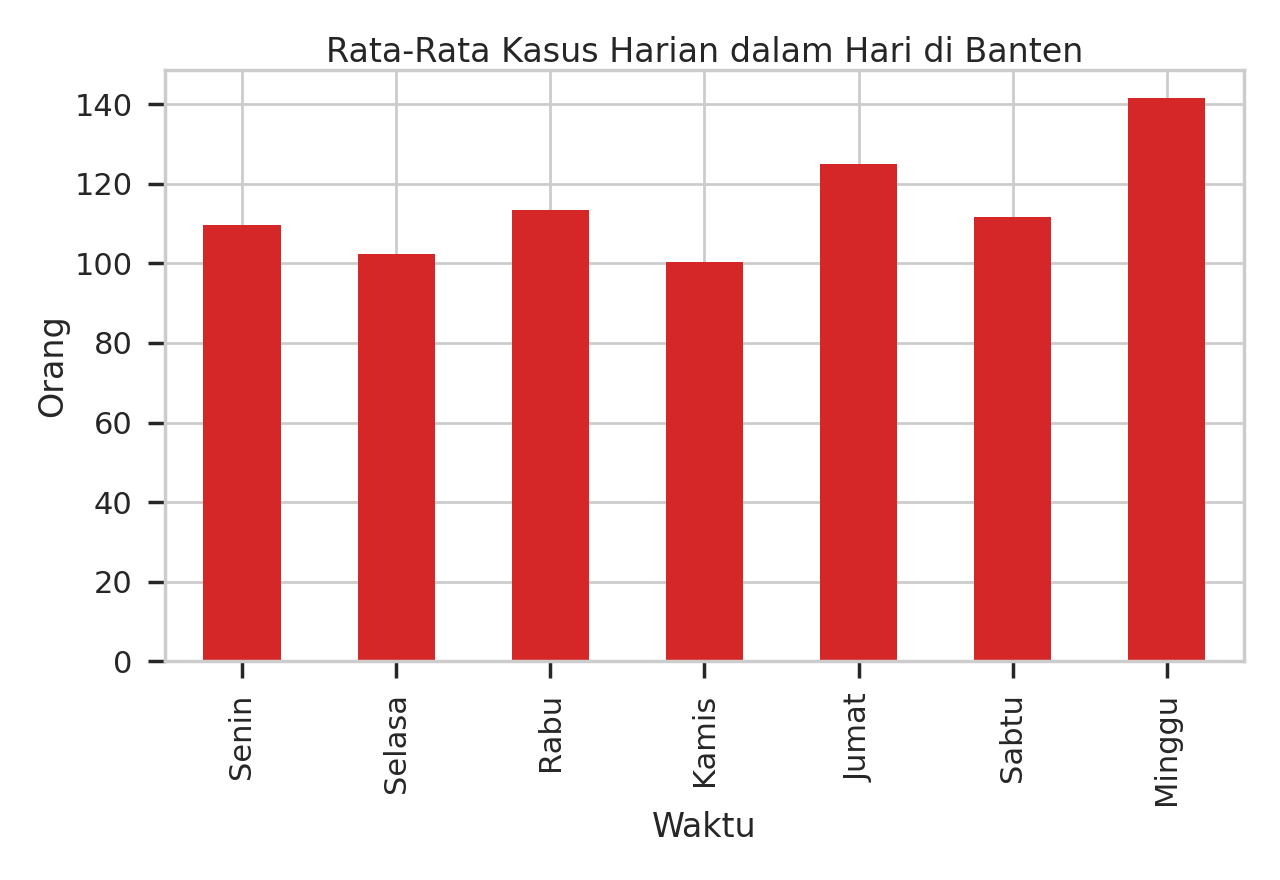 Rata-Rata Kasus Harian dalam Hari di Banten
140
120
100
80
60
40
20
0
Orang
Senin
Selasa
Rabu
Kamis
Jumat
Sabtu
Minggu
Waktu